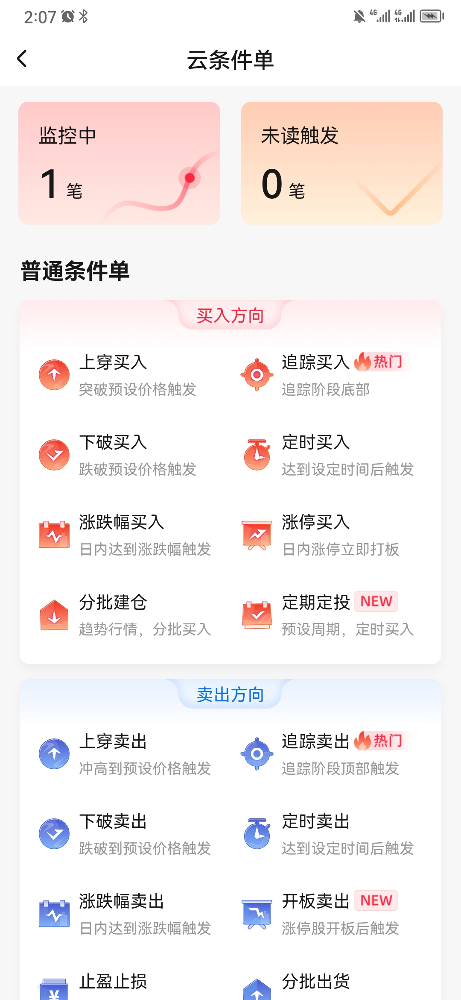 2:07
4G 4G
云条件单
监控中
未读触发
1 笔
0 笔
普通条件单
买入方向
上穿买入
突破预设价格触发
追踪买入 热门
追踪阶段底部
下破买入
跌破预设价格触发
定时买入
达到设定时间后触发
涨跌幅买入
日内达到涨跌幅触发
涨停买入
日内涨停立即打板
分批建仓
趋势行情，分批买入
定期定投 NEW
预设周期，定时买入
卖出方向
上穿卖出
冲高到预设价格触发
追踪卖出 热门
追踪阶段顶部触发
下破卖出
跌破到预设价格触发
定时卖出
达到设定时间后触发
涨跌幅卖出
日内达到涨跌幅触发
开板卖出 NEW
涨停股开板后触发
¥
止盈止损
分批出货